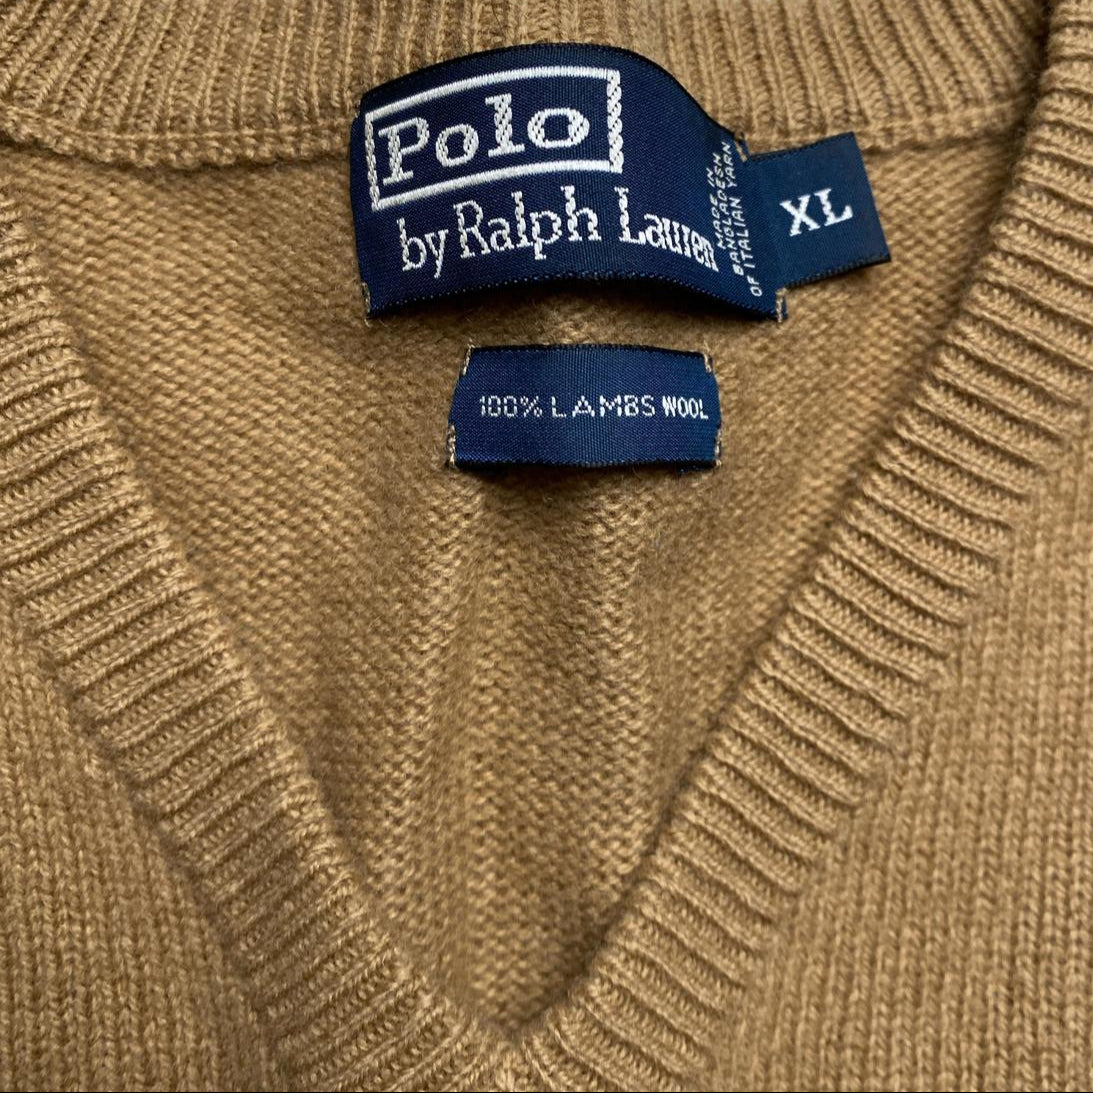 Polo
by Ralph Lauren
MADE IN
BANGLADESH
OF ITALIAN YARN
XL
100% LAMBS WOOL